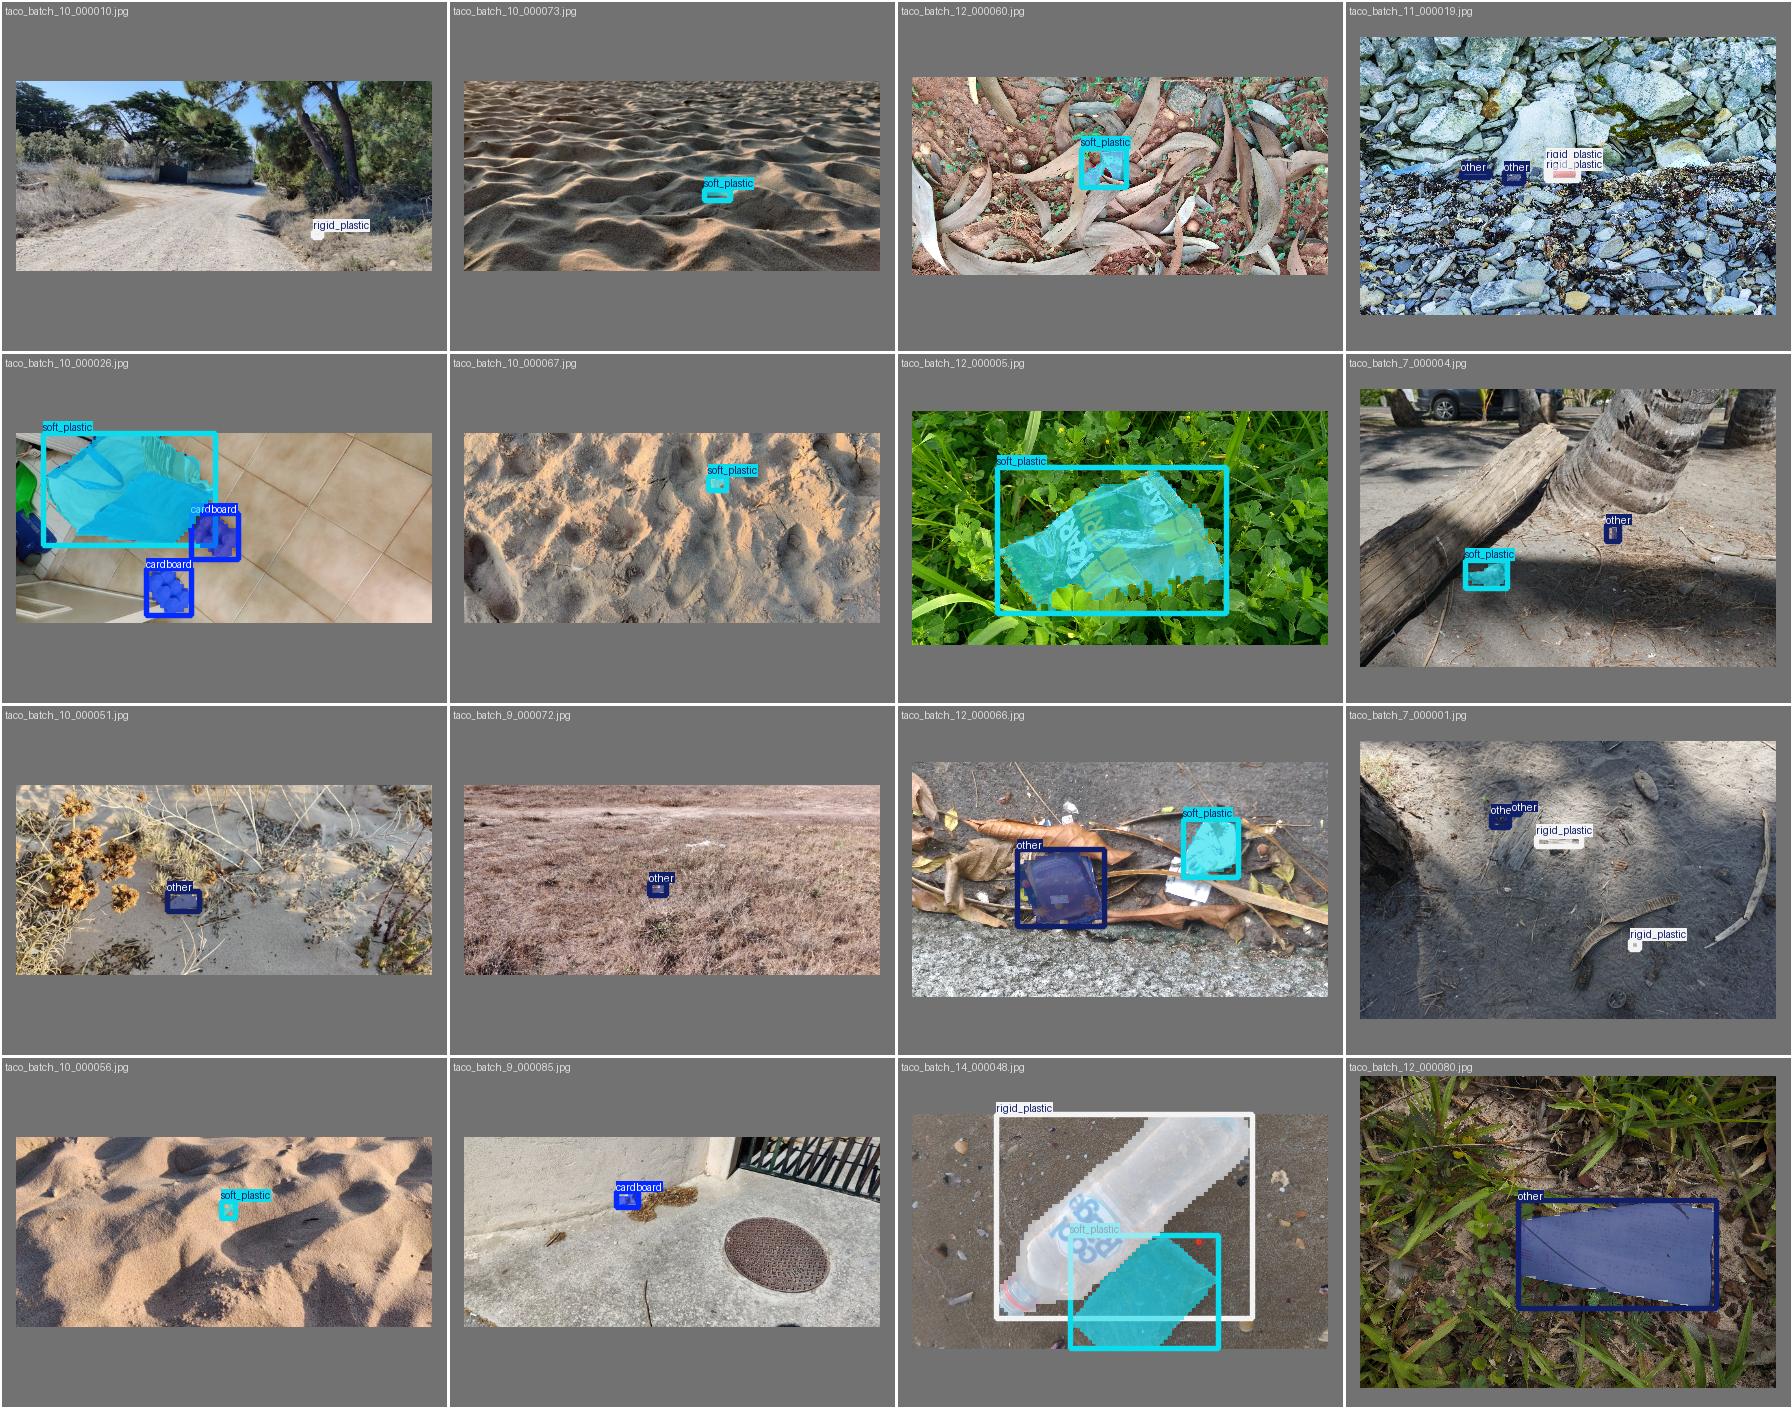 taco_batch_10_000010.jpg
taco_batch_10_000073.jpg
taco_batch_12_000060.jpg
taco_batch_11_000019.jpg
rigid_plastic
soft_plastic
soft_plastic
other
other
rigid_plastic
rigid_plastic
taco_batch_10_000026.jpg
taco_batch_10_000067.jpg
taco_batch_12_000005.jpg
taco_batch_7_000004.jpg
soft_plastic
cardboard
cardboard
soft_plastic
soft_plastic
other
soft_plastic
taco_batch_10_000051.jpg
taco_batch_9_000072.jpg
taco_batch_12_000066.jpg
taco_batch_7_000001.jpg
other
other
soft_plastic
other
othe
other
rigid_plastic
rigid_plastic
taco_batch_10_000056.jpg
taco_batch_9_000085.jpg
taco_batch_14_000048.jpg
taco_batch_12_000080.jpg
soft_plastic
cardboard
rigid_plastic
soft_plastic
other